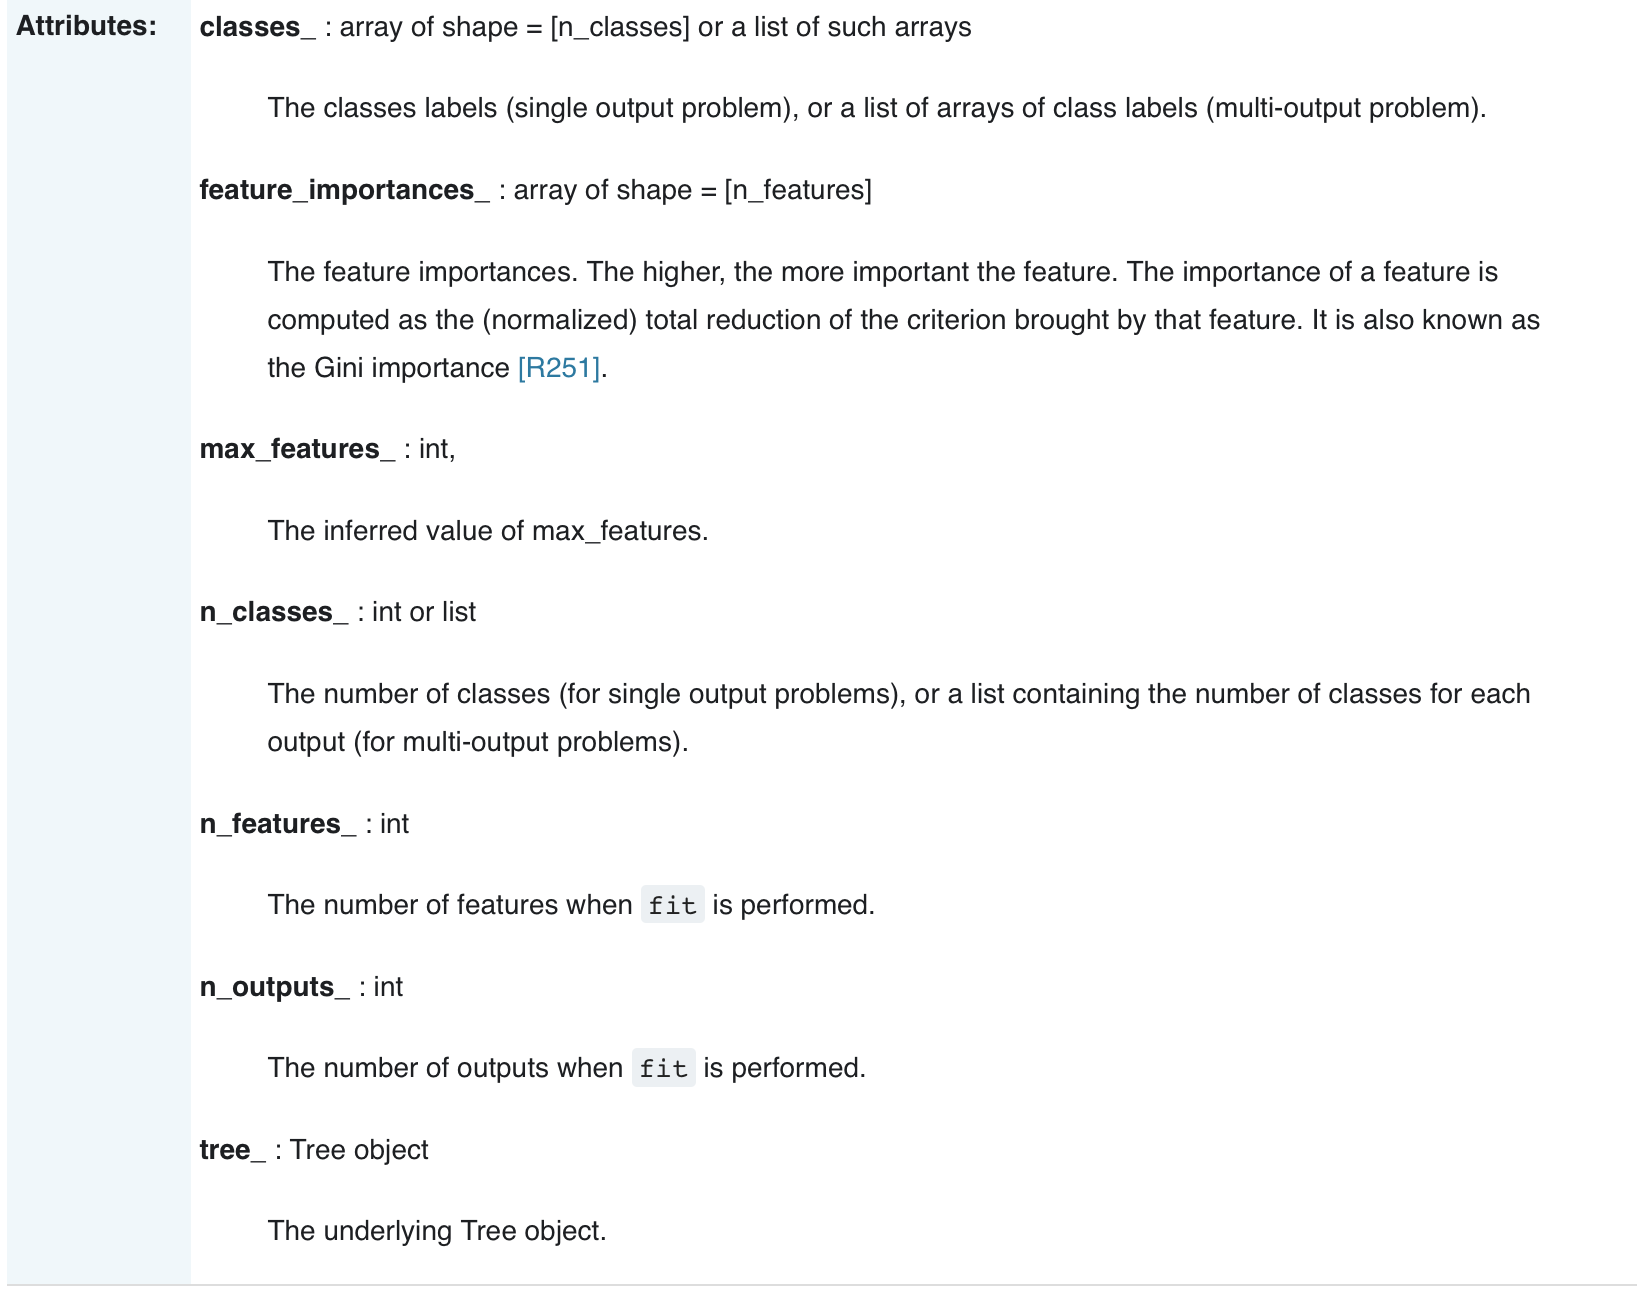 Attributes: classes_ : array of shape = [n_classes] or a list of such arrays
The classes labels (single output problem), or a list of arrays of class labels (multi-output problem).
feature_importances_ : array of shape = [n_features]
The feature importances. The higher, the more important the feature. The importance of a feature is
computed as the (normalized) total reduction of the criterion brought by that feature. It is also known as
the Gini importance [R251].
max_features_ : int,
The inferred value of max_features.
n_classes_ : int or list
The number of classes (for single output problems), or a list containing the number of classes for each
output (for multi-output problems).
n_features_ : int
The number of features when fit is performed.
n_outputs_ : int
The number of outputs when fit is performed.
tree_ : Tree object
The underlying Tree object.